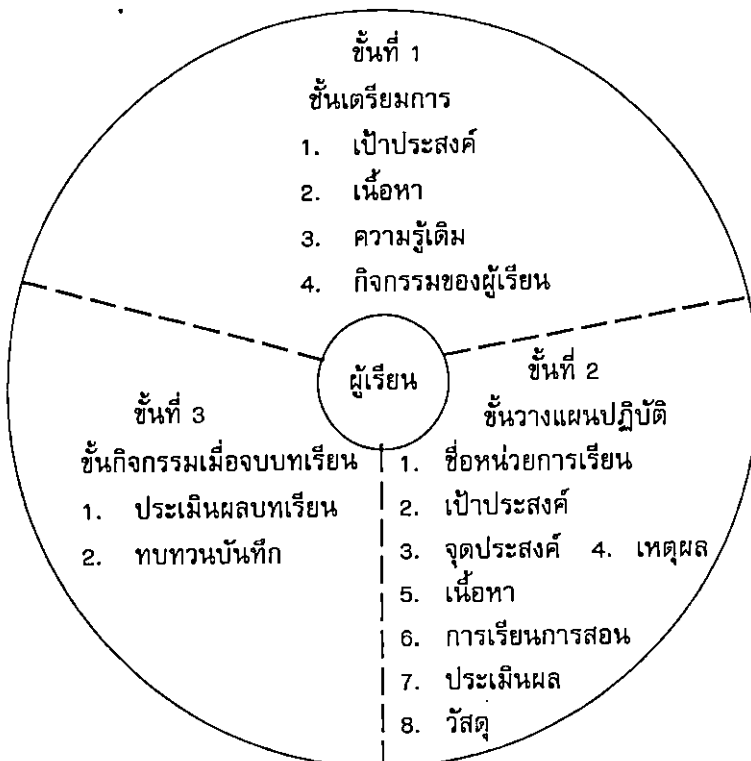 ขั้นที่ 1
ชั้นเตรียมการ
1. เป้าประสงค์
2. เนื้อหา
3. ความรู้เดิม
4. กิจกรรมของผู้เรียน
ผู้เรียน
ขั้นที่ 2
ขั้นวางแผนปฏิบัติ
1. ชื่อหน่วยการเรียน
2. เป้าประสงค์
3. จุดประสงค์ 4. เหตุผล
5. เนื้อหา
6. การเรียนการสอน
7. ประเมินผล
8. วัสดุ
ขั้นที่ 3
ขั้นกิจกรรมเมื่อจบบทเรียน
1. ประเมินผลบทเรียน
2. ทบทวนบันทึก